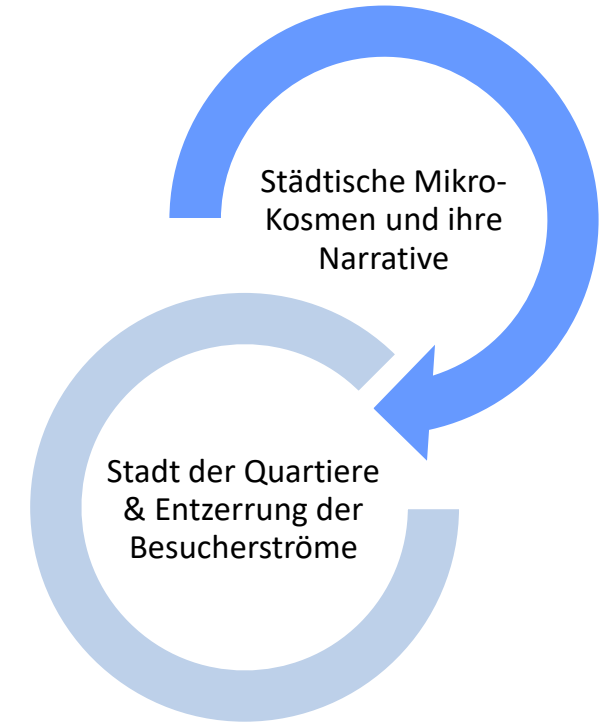 Städtische Mikro-
Kosmen und ihre
Narrative
Stadt der Quartiere
& Entzerrung der
Besucherströme